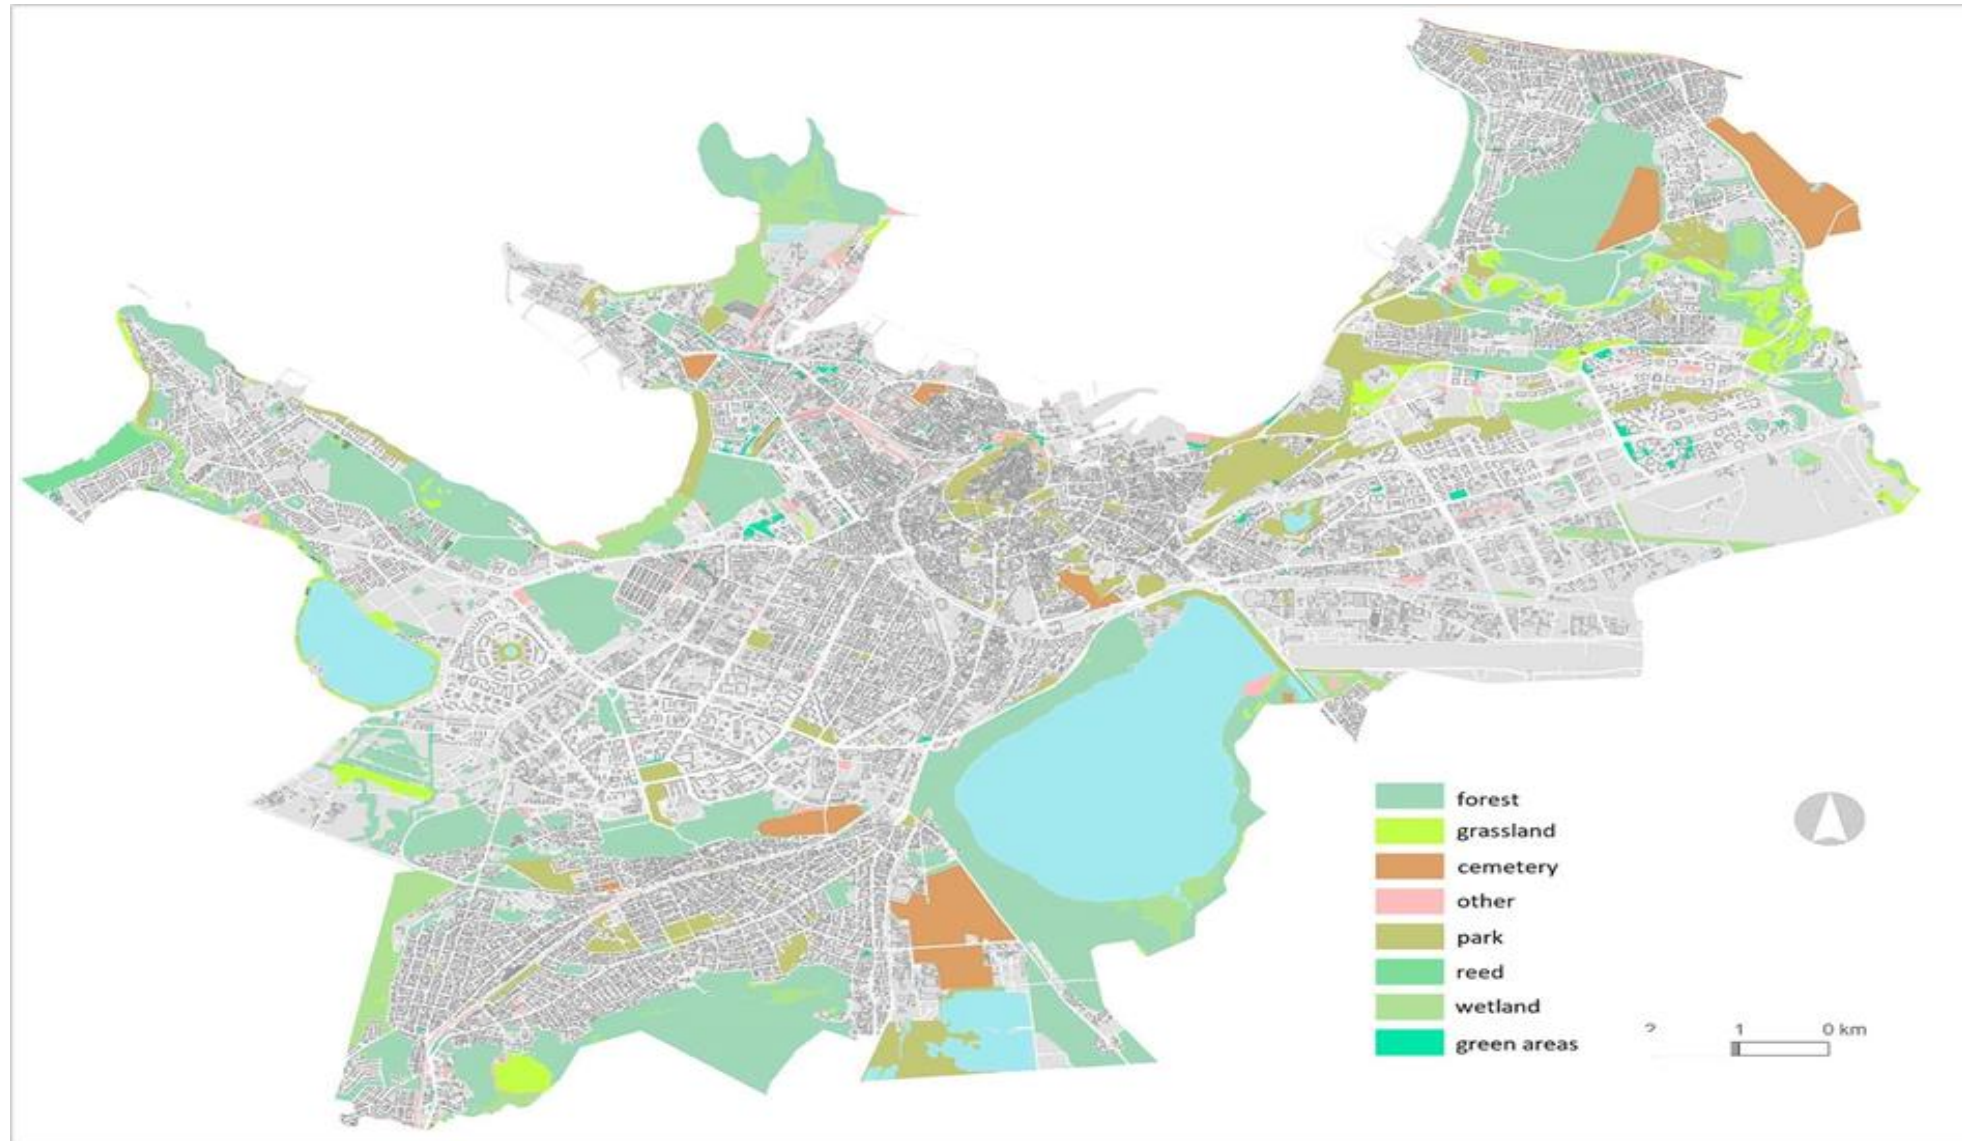 forest
grassland
cemetery
other
park
reed
wetland
green areas
2 1 0 km